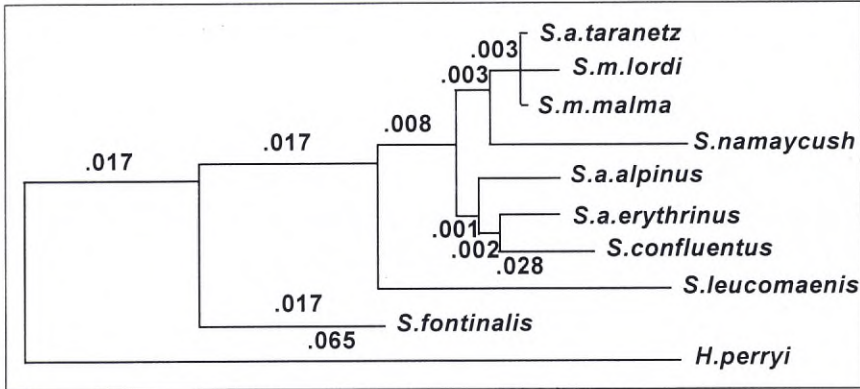 S.a.taranetz
.003
S.m.lordi
.003
S.m.malma
.008
.017
.017
S.namaycush
S.a.alpinus
S.a.erythrinus
.001
.002
S.confluentus
.028
S.leucomaenis
.017
S.fontinalis
.065
H.perryi